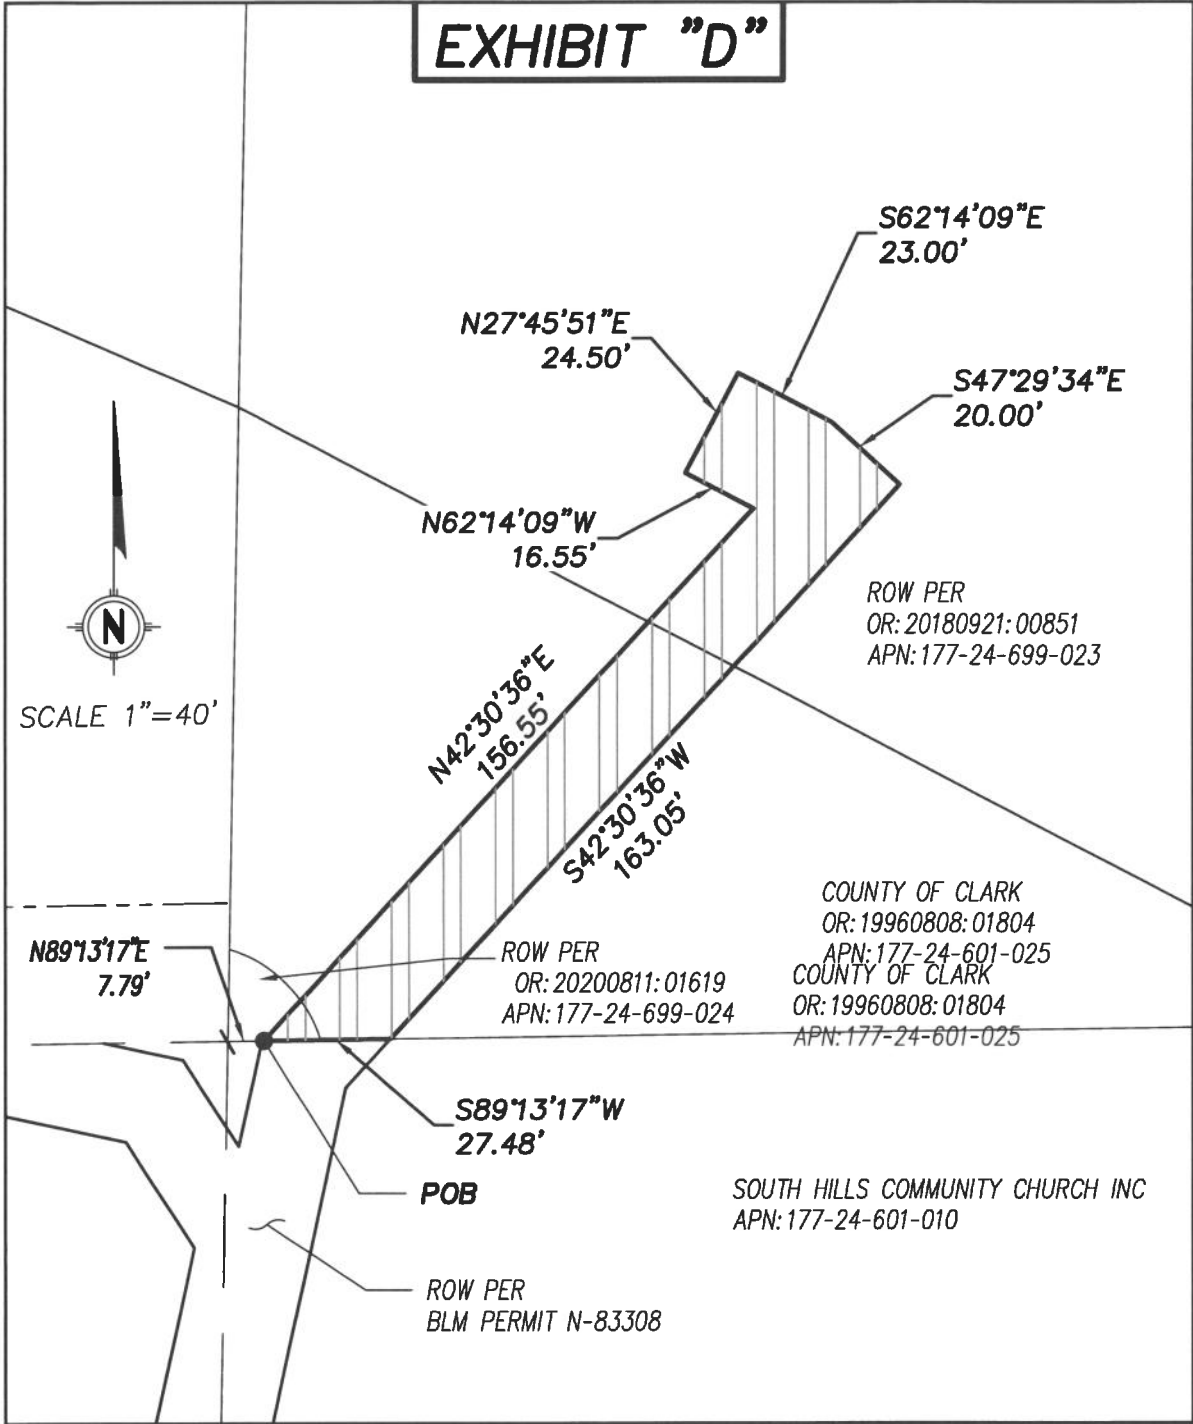 EXHIBIT "D"
S62°14'09"E
23.00'
N27°45'51"E
24.50'
S47°29'34"E
20.00'
N62°14'09"W
16.55'
ROW PER
OR: 20180921: 00851
APN: 177-24-699-023
N
SCALE 1"=40'
N42°30'36"E
156.55'
S42°30'36"W
163.05'
COUNTY OF CLARK
OR: 19960808: 01804
APN: 177-24-601-025
COUNTY OF CLARK
OR: 19960808: 01804
APN: 177-24-601-025
N89°13'17"E
7.79'
ROW PER
OR: 20200811: 01619
APN: 177-24-699-024
S89°13'17"W
27.48'
POB
SOUTH HILLS COMMUNITY CHURCH INC
APN: 177-24-601-010
ROW PER
BLM PERMIT N-83308